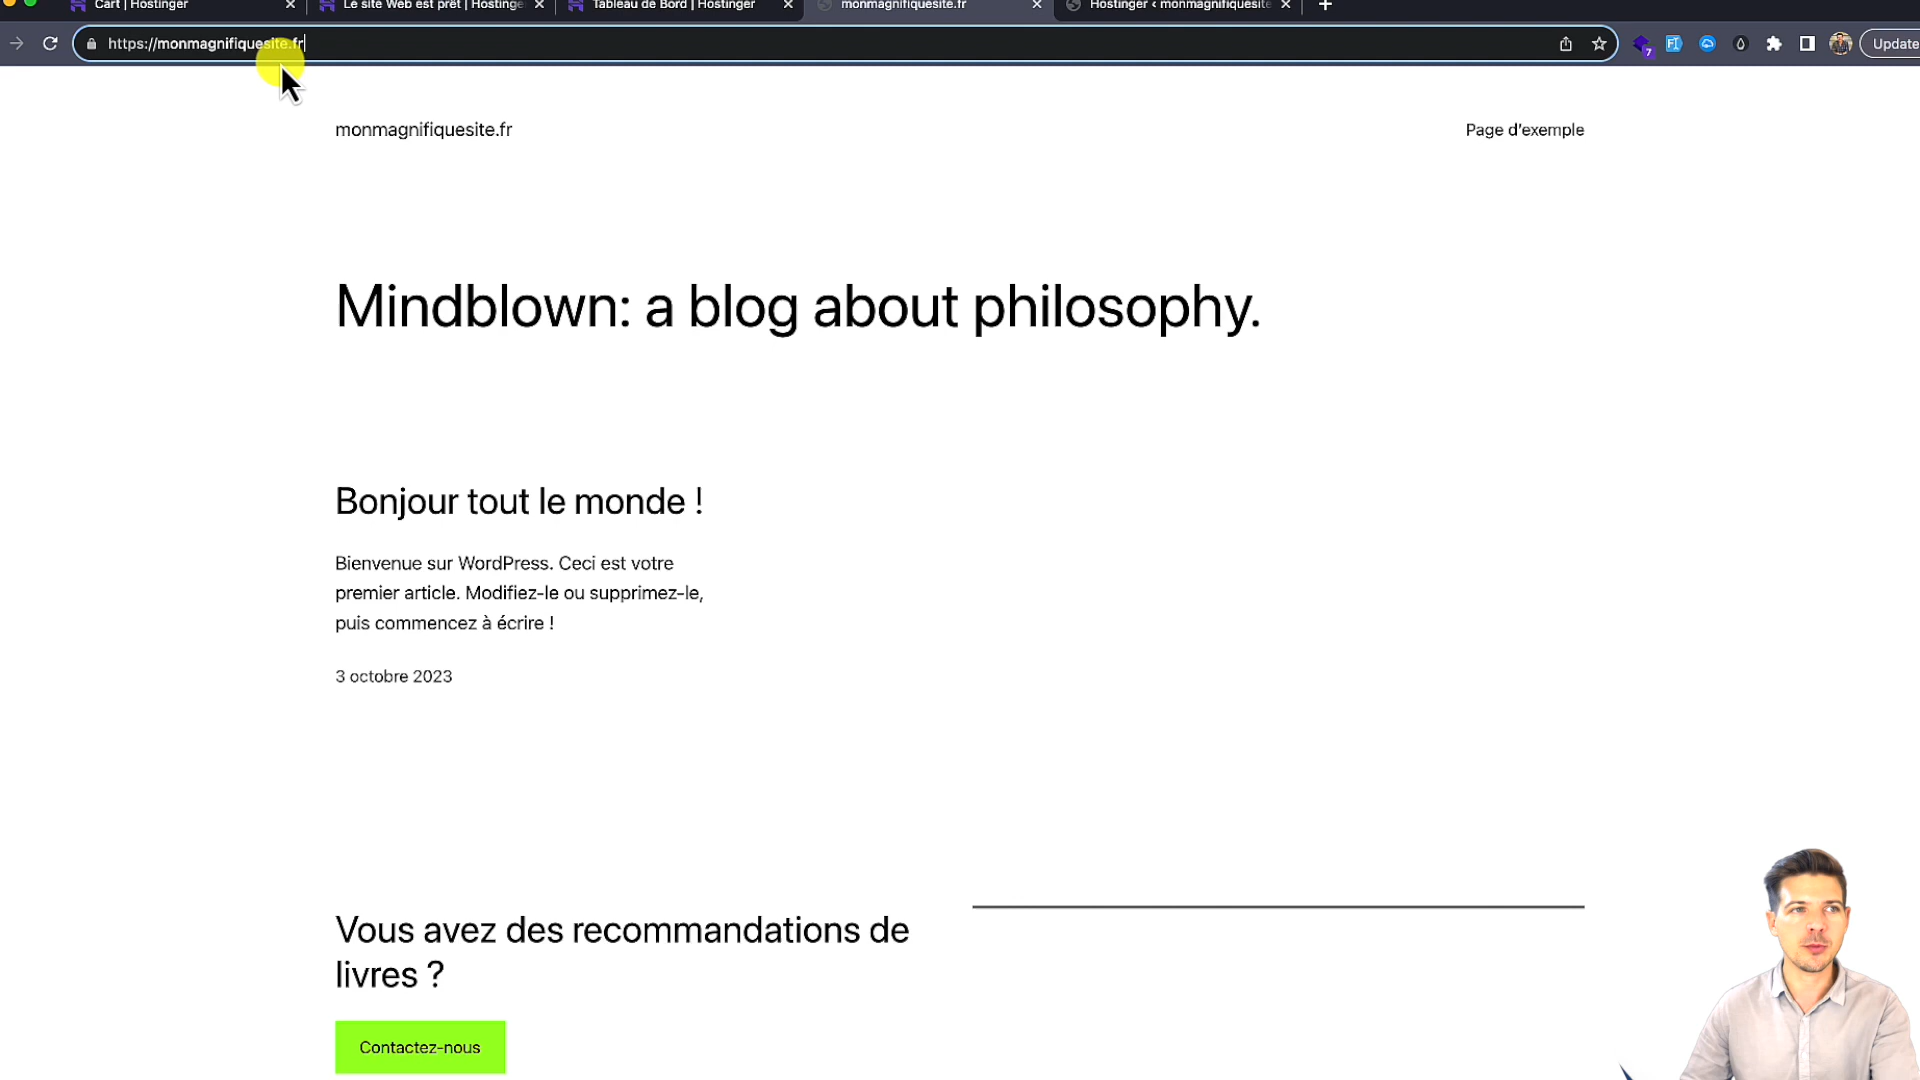 Cart | Hostinger
Le site Web est prêt | Hostinge
Tableau de Bord | Hostinger
monmagnifiquesite.fr
Hostinger ‹ monmagnifiquesite
https://monmagnifiquesite.fr
7
Update
monmagnifiquesite.fr
Page d'exemple
Mindblown: a blog about philosophy.
Bonjour tout le monde !
Bienvenue sur WordPress. Ceci est votre
premier article. Modifiez-le ou supprimez-le,
puis commencez à écrire !
3 octobre 2023
Vous avez des recommandations de
livres ?
Contactez-nous